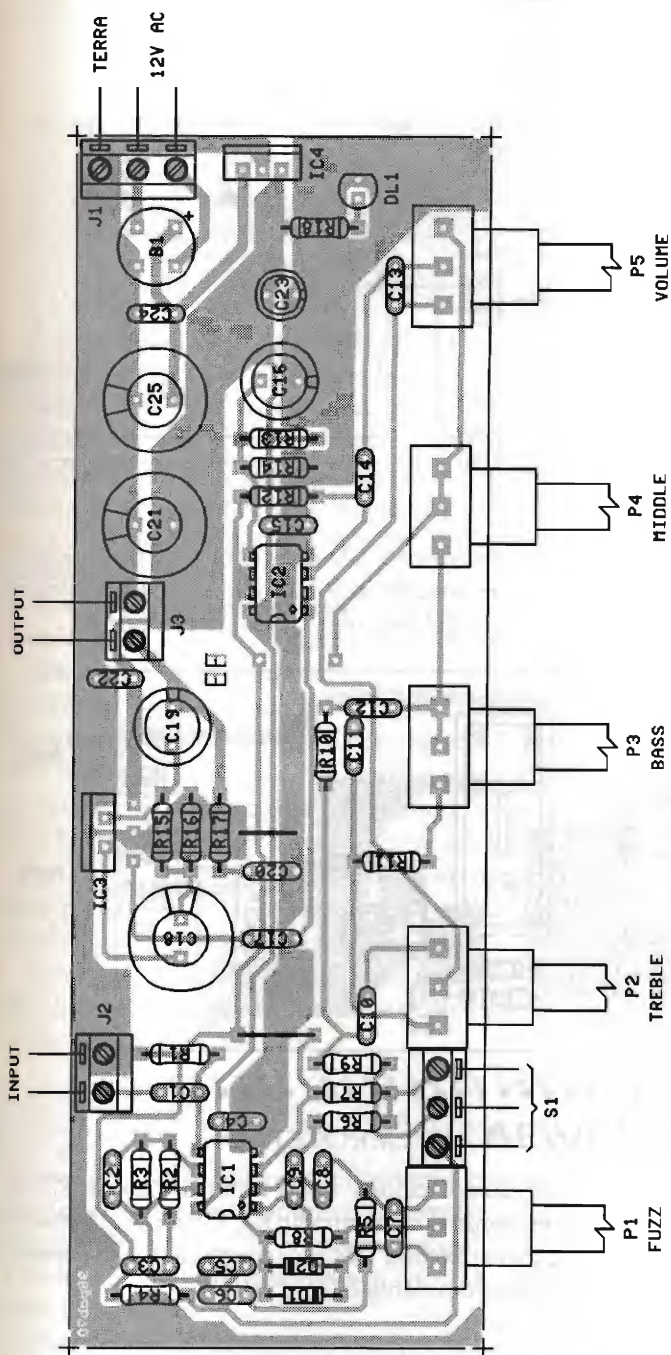 TERRA
12V AC
J1
B1
+
C24
IC4
DL1
R18
C23
C25
C16
C13
P5
VOLUME
C21
R13
R14
R12
C15
C14
IC2
P4
MIDDLE
OUTPUT
J3
C22
C19
R10
C11
C12
P3
BASS
IC3
R15
R16
R17
C20
C18
C17
R11
INPUT
J2
R1
C1
C10
P2
TREBLE
R9
R7
R6
S1
C2
R3
R2
C4
IC1
C9
C8
C3
C5
R8
D2
R5
C7
R4
C6
D1
P1
FUZZ